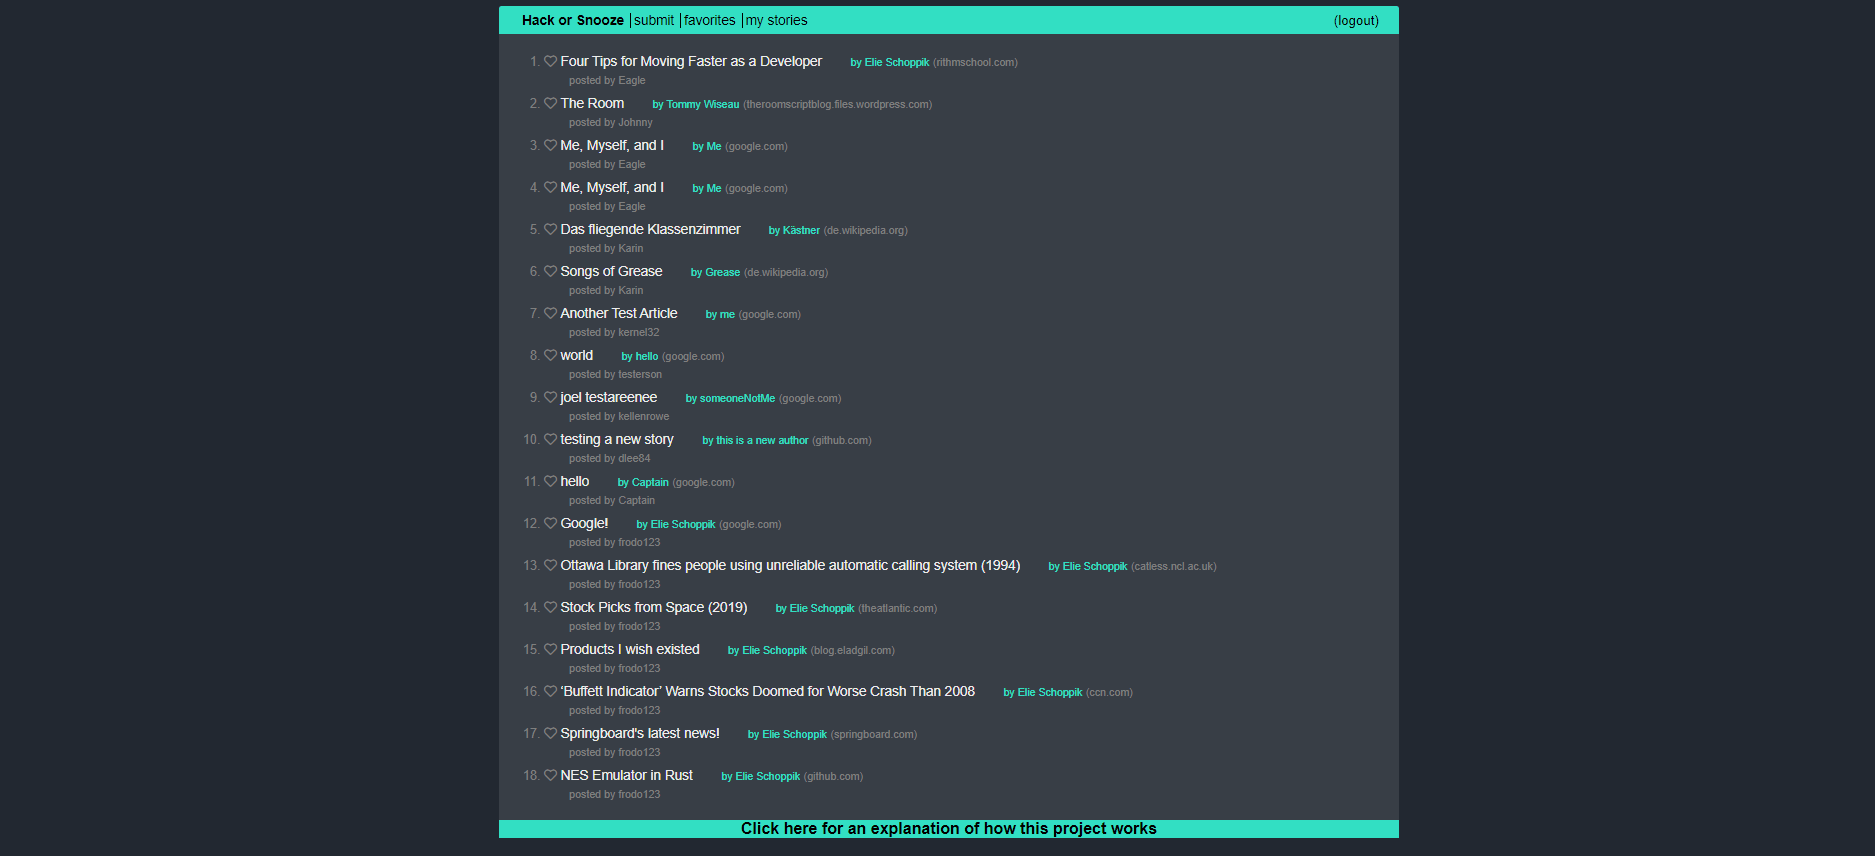 Hack or Snooze | submit | favorites | my stories (logout)
1. Four Tips for Moving Faster as a Developer by Elie Schoppik (rithmschool.com)
posted by Eagle
2. The Room by Tommy Wiseau (theroomscriptblog.files.wordpress.com)
posted by Johnny
3. Me, Myself, and I by Me (google.com)
posted by Eagle
4. Me, Myself, and I by Me (google.com)
posted by Eagle
5. Das fliegende Klassenzimmer by Kästner (de.wikipedia.org)
posted by Karin
6. Songs of Grease by Grease (de.wikipedia.org)
posted by Karin
7. Another Test Article by me (google.com)
posted by kernel32
8. world by hello (google.com)
posted by testerson
9. joel testareenee by someoneNotMe (google.com)
posted by kellenrowe
10. testing a new story by this is a new author (github.com)
posted by dlee84
11. hello by Captain (google.com)
posted by Captain
12. Google! by Elie Schoppik (google.com)
posted by frodo123
13. Ottawa Library fines people using unreliable automatic calling system (1994) by Elie Schoppik (catless.ncl.ac.uk)
posted by frodo123
14. Stock Picks from Space (2019) by Elie Schoppik (theatlantic.com)
posted by frodo123
15. Products I wish existed by Elie Schoppik (blog.eladgil.com)
posted by frodo123
16. ‘Buffett Indicator’ Warns Stocks Doomed for Worse Crash Than 2008 by Elie Schoppik (ccn.com)
posted by frodo123
17. Springboard's latest news! by Elie Schoppik (springboard.com)
posted by frodo123
18. NES Emulator in Rust by Elie Schoppik (github.com)
posted by frodo123
Click here for an explanation of how this project works